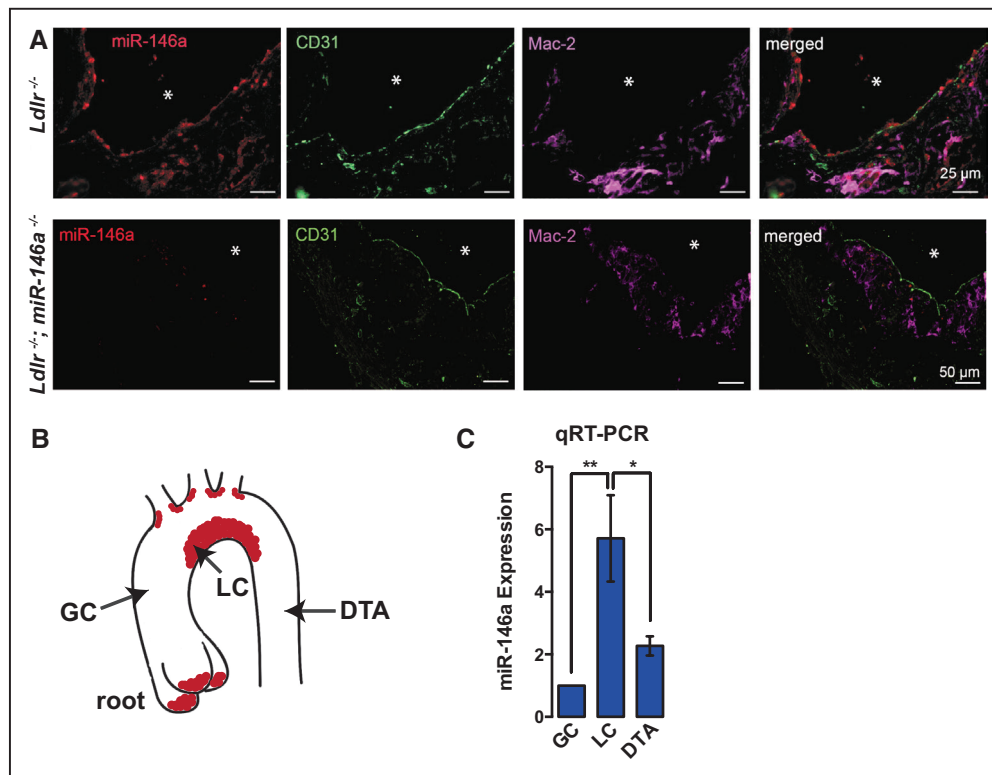 A
miR-146a
CD31
Mac-2
merged
*
*
*
*
Ldlr -/-
25 µm
miR-146a
CD31
Mac-2
merged
*
*
*
*
Ldlr -/-; miR-146a -/-
50 µm
B
GC
LC
DTA
root
C
qRT-PCR
**
*
8
6
4
2
0
miR-146a Expression
GC
LC
DTA